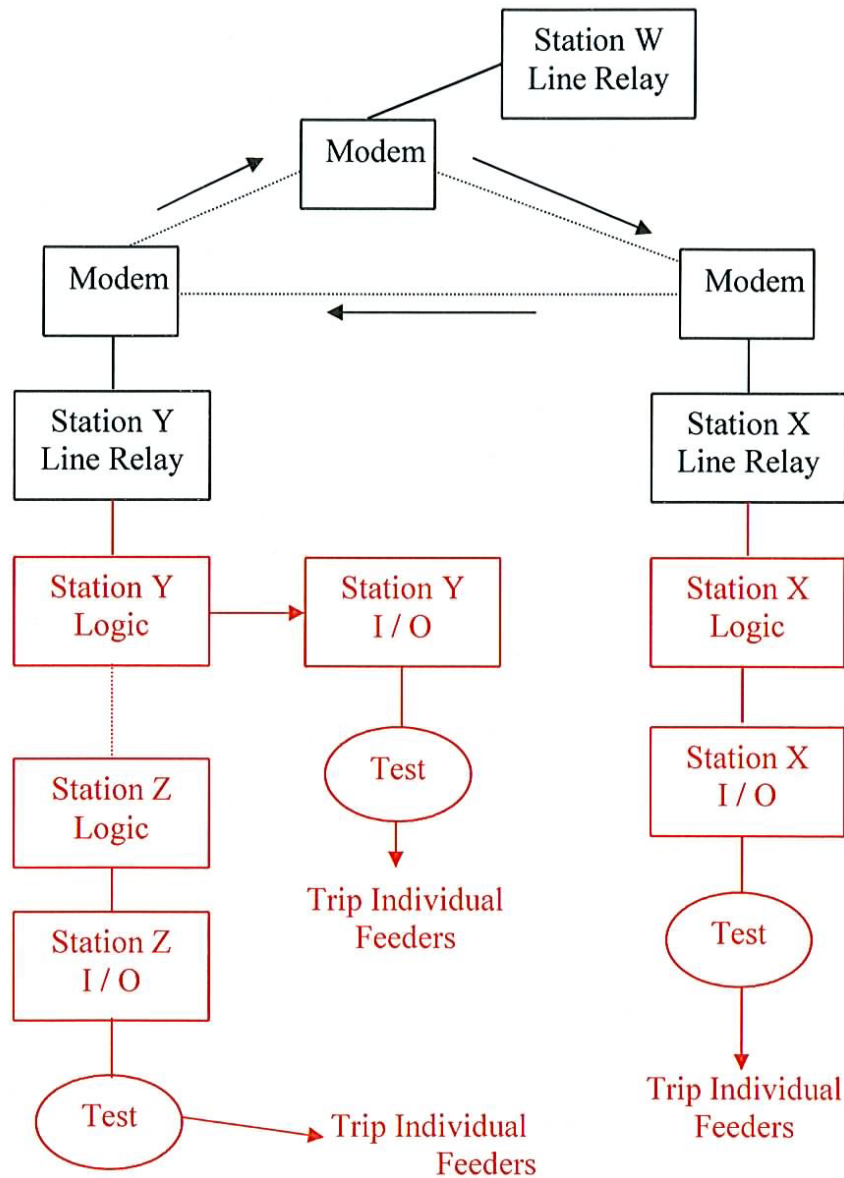 Station W
Line Relay
Modem
Modem
Modem
Station Y
Line Relay
Station X
Line Relay
Station Y
Logic
Station Y
I / O
Station X
Logic
Test
Station Z
Logic
Station X
I / O
Trip Individual
Feeders
Station Z
I / O
Test
Test
Trip Individual
Feeders
Trip Individual
Feeders